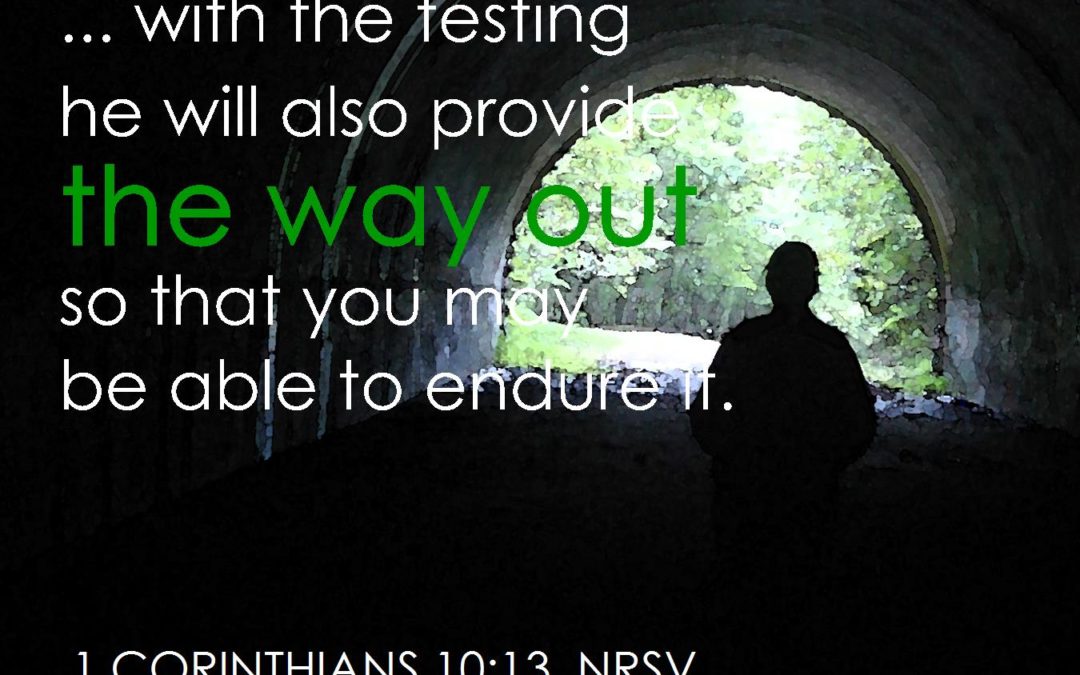 ... with the testing
he will also provide
the way out
so that you may
be able to endure it.
1 CORINTHIANS 10:13, NRSV